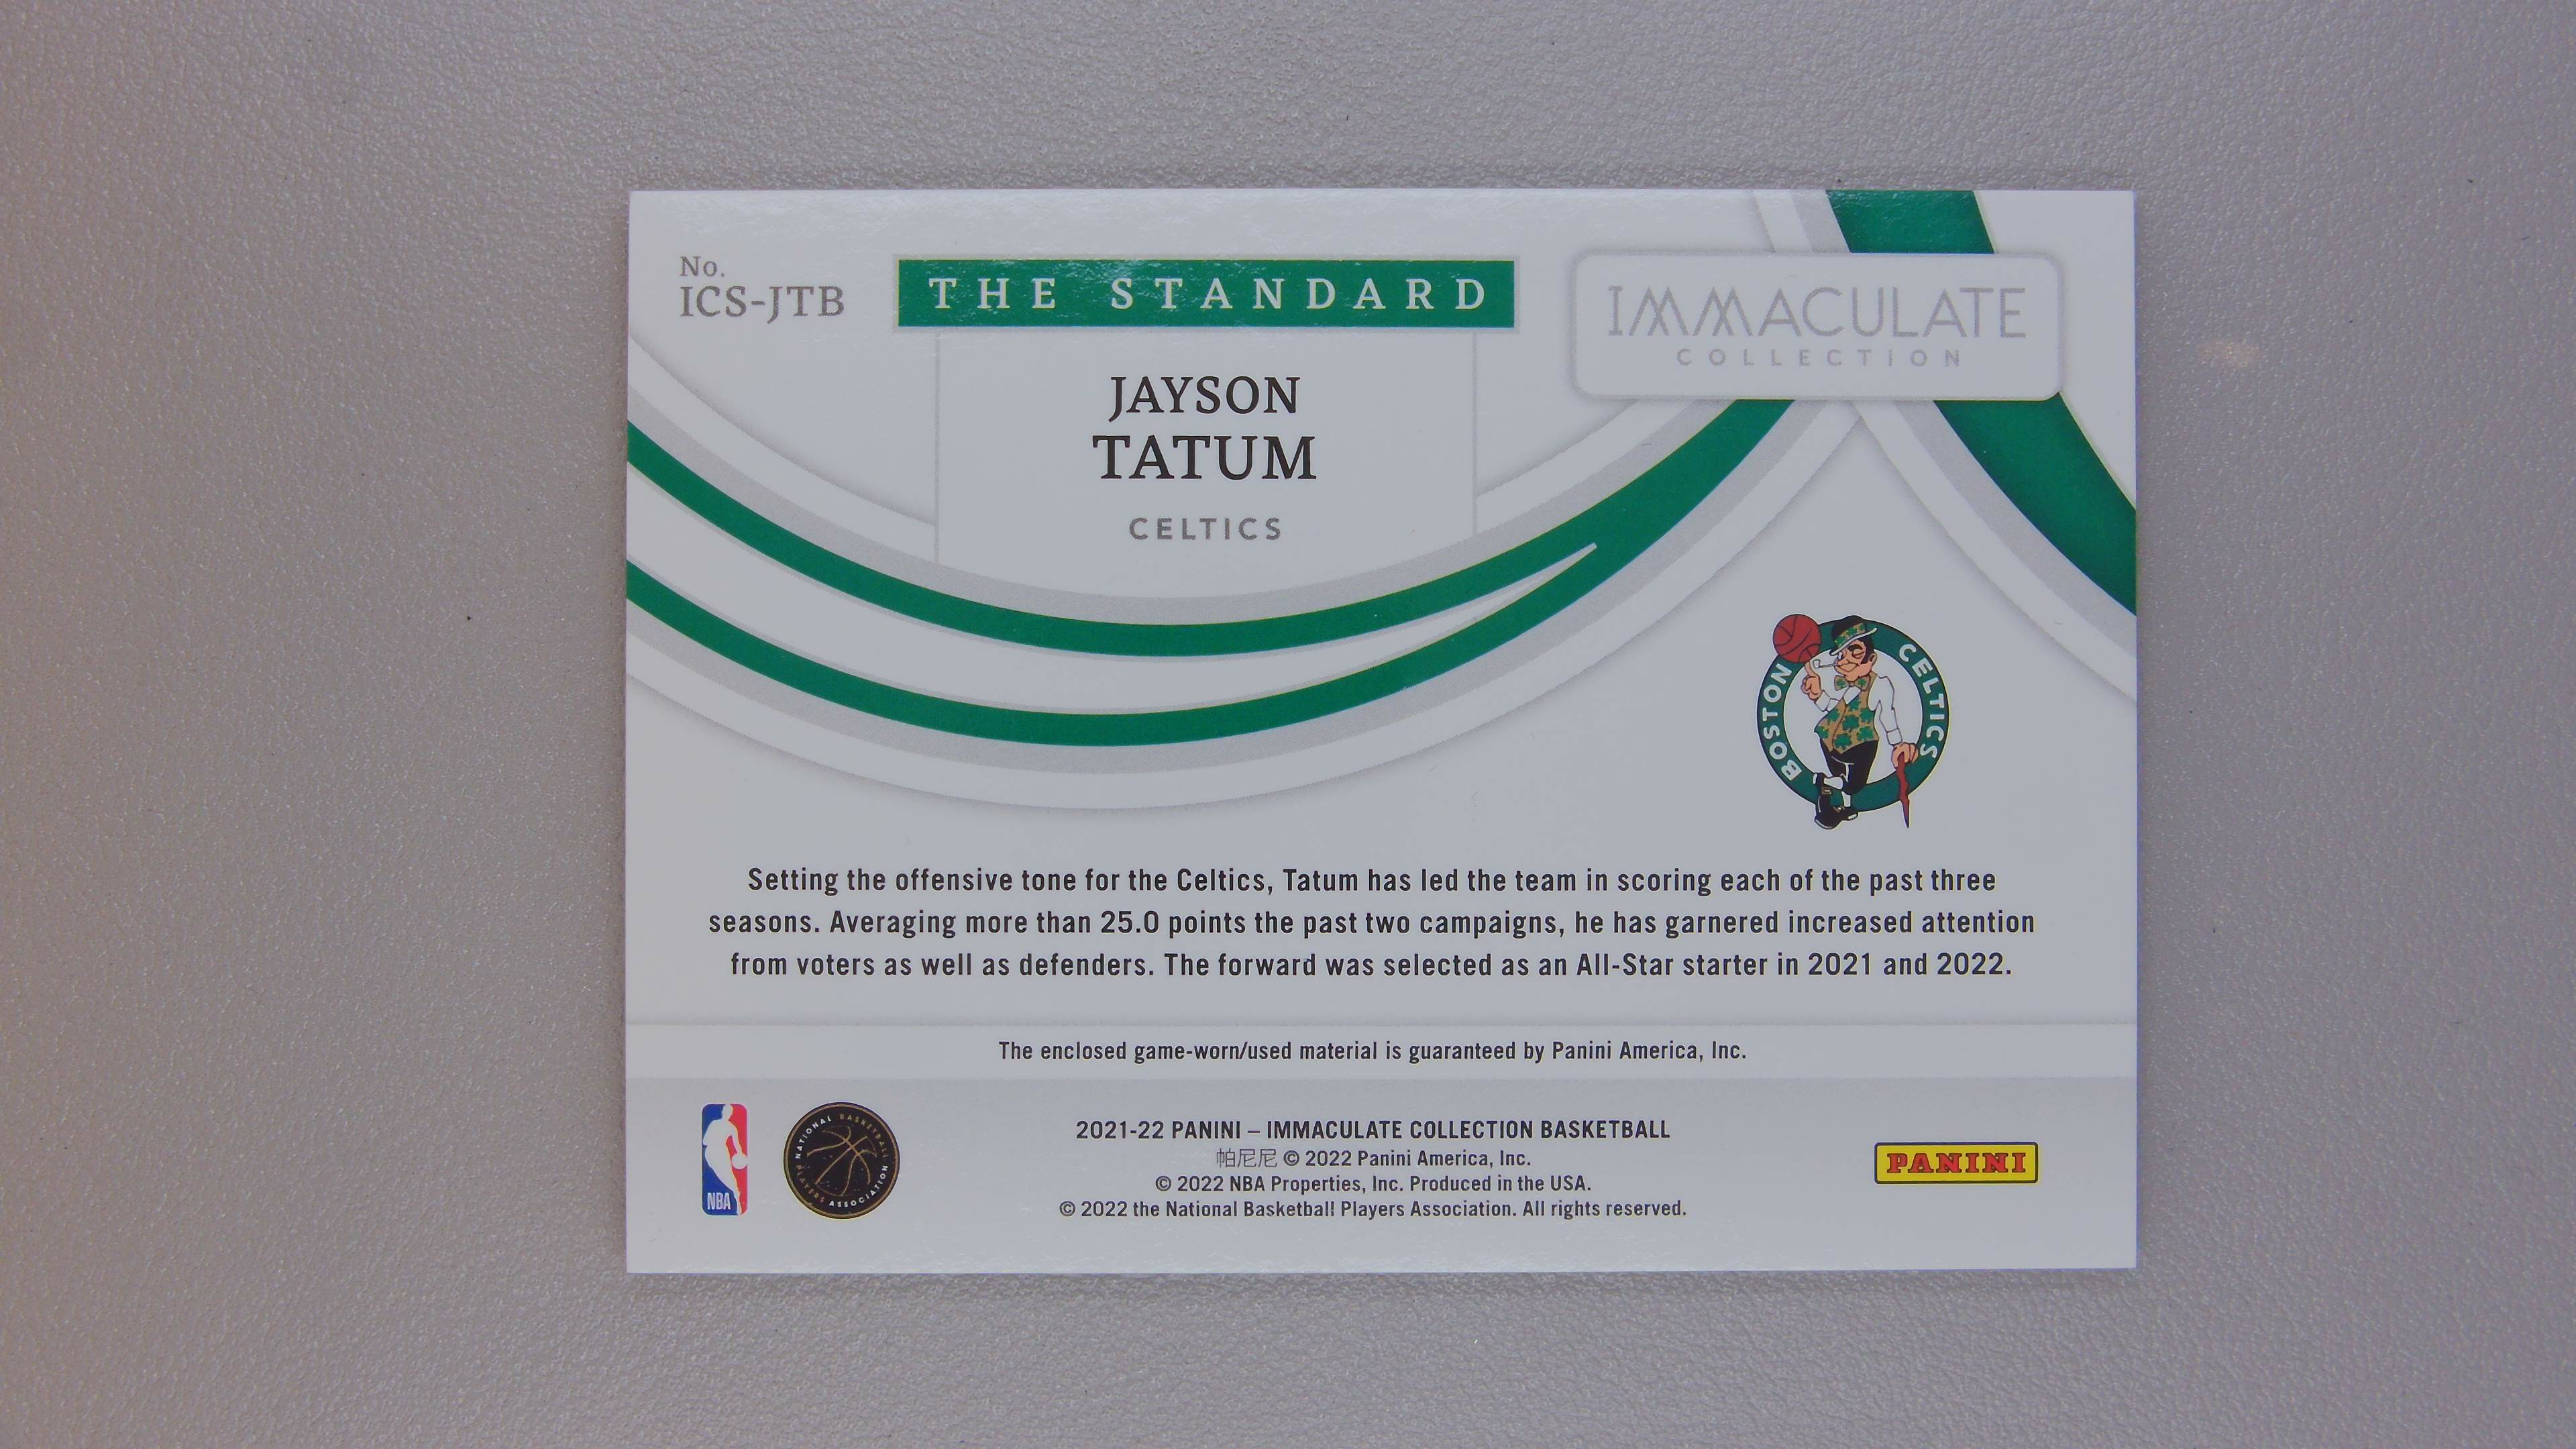 No.
ICS-JTB
THE STANDARD
IMMACULATE
COLLECTION
JAYSON
TATUM
CELTICS
BOSTON CELTICS
Setting the offensive tone for the Celtics, Tatum has led the team in scoring each of the past three
seasons. Averaging more than 25.0 points the past two campaigns, he has garnered increased attention
from voters as well as defenders. The forward was selected as an All-Star starter in 2021 and 2022.
The enclosed game-worn/used material is guaranteed by Panini America, Inc.
NBA
NATIONAL BASKETBALL PLAYERS ASSOCIATION
2021-22 PANINI – IMMACULATE COLLECTION BASKETBALL
帕尼尼 © 2022 Panini America, Inc.
© 2022 NBA Properties, Inc. Produced in the USA.
© 2022 the National Basketball Players Association. All rights reserved.
PANINI